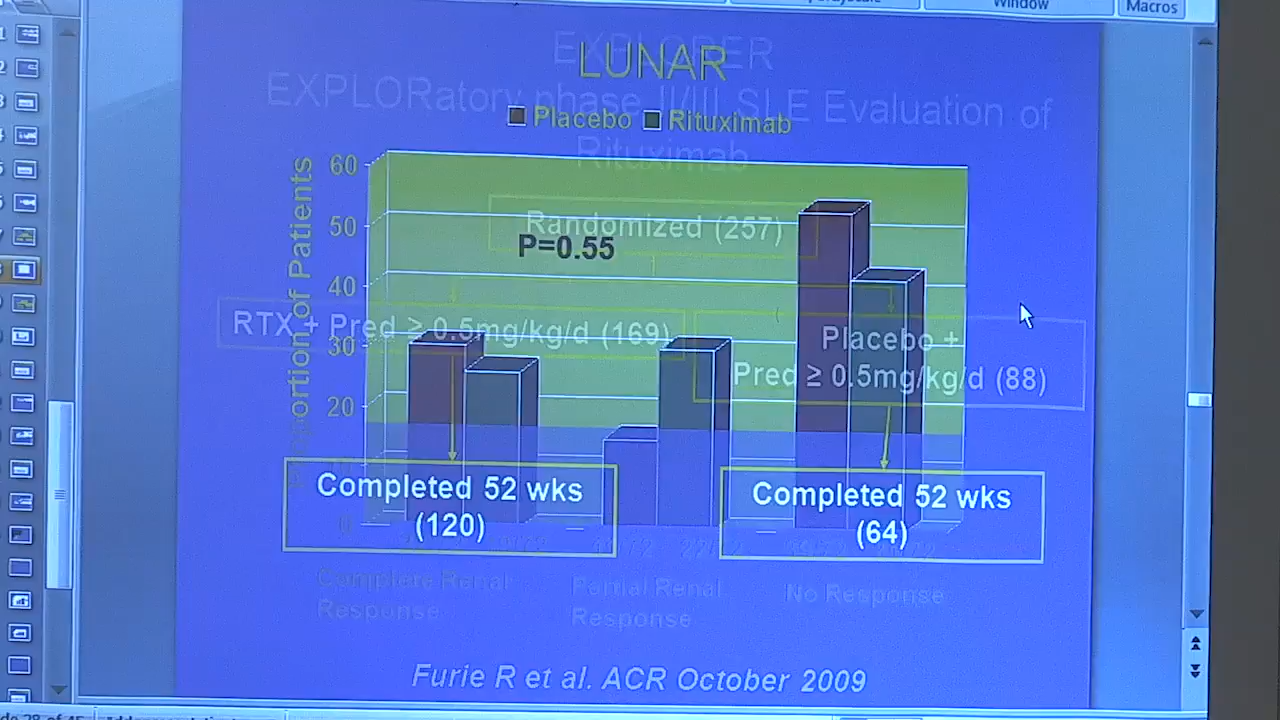 Window
Macros
EXPLORER
LUNAR
EXPLORatory phase II/III SLE Evaluation of
Rituximab
Placebo Rituximab
Proportion of Patients
60
50
40
30
20
Randomized (257)
P=0.55
RTX + Pred ≥ 0.5mg/kg/d (169)
Placebo +
Pred ≥ 0.5mg/kg/d (88)
Completed 52 wks
(120)
Completed 52 wks
(64)
Complete Renal
Response
Partial Renal
Response
No Response
Furie R et al. ACR October 2009